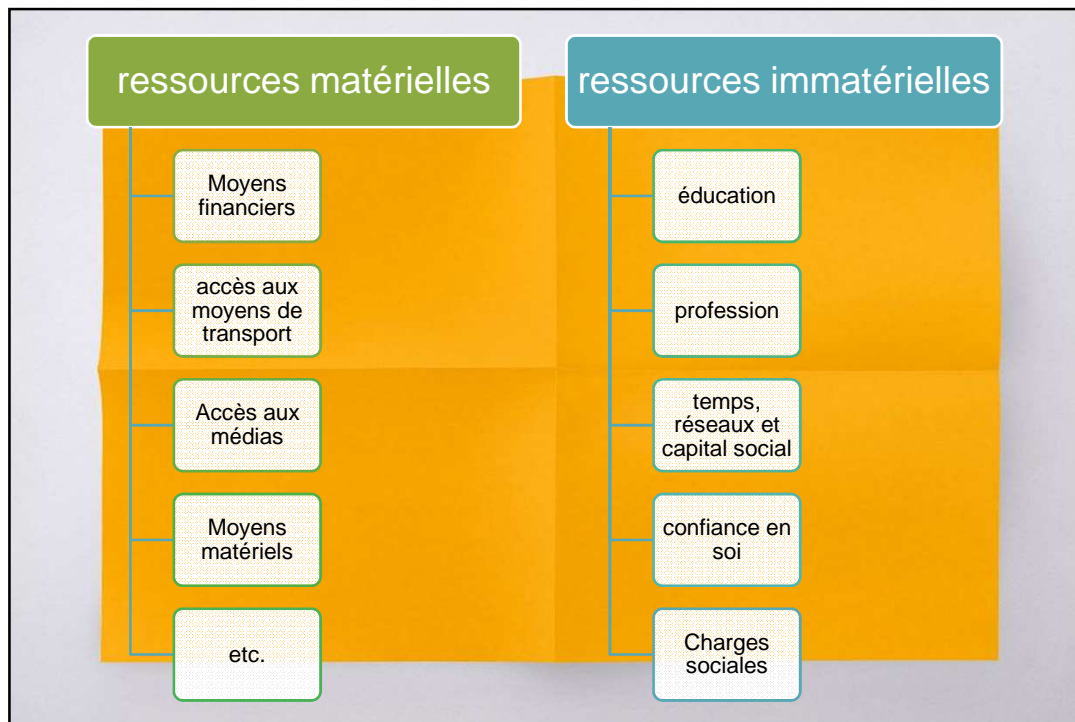 ressources matérielles
Moyens
financiers
accès aux
moyens de
transport
Accès aux
médias
Moyens
matériels
etc.
ressources immatérielles
éducation
profession
temps,
réseaux et
capital social
confiance en
soi
Charges
sociales